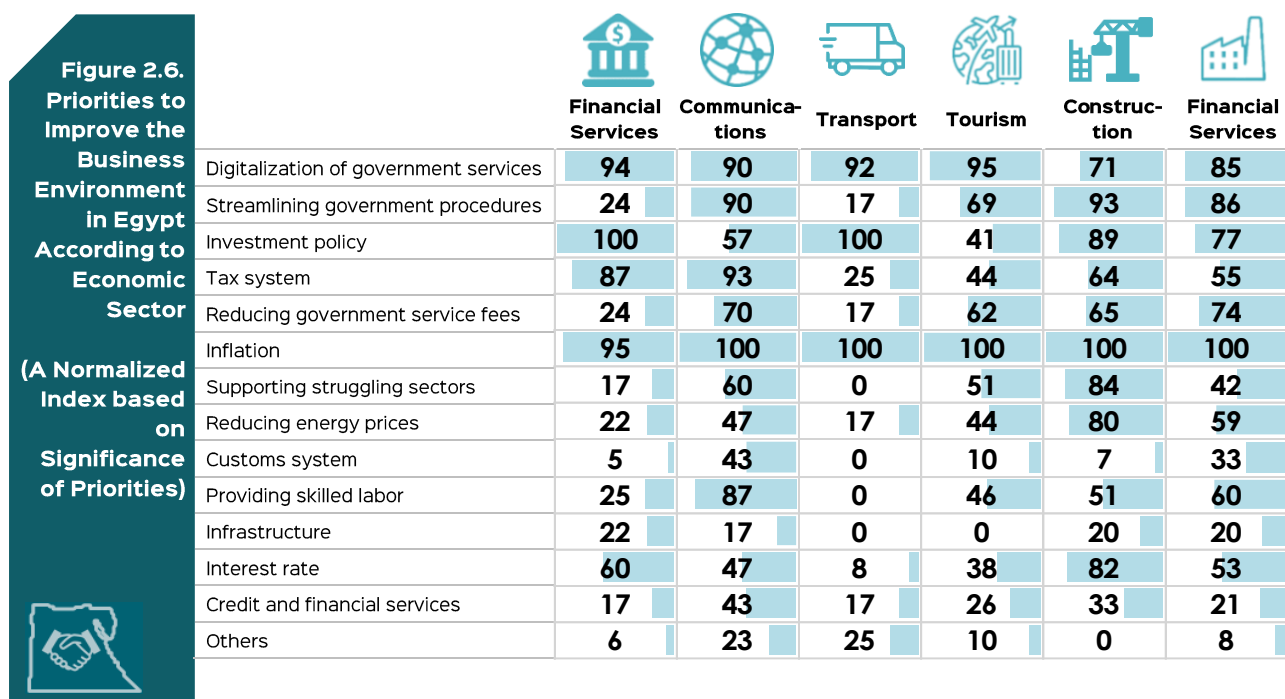 Figure 2.6.
Priorities to
Improve the
Business
Environment
in Egypt
According to
Economic
Sector
(A Normalized
Index based
on
Significance
of Priorities)
$
Financial Services Communica-tions Transport Tourism Construc-tion Financial Services
Digitalization of government services 94 90 92 95 71 85
Streamlining government procedures 24 90 17 69 93 86
Investment policy 100 57 100 41 89 77
Tax system 87 93 25 44 64 55
Reducing government service fees 24 70 17 62 65 74
Inflation 95 100 100 100 100 100
Supporting struggling sectors 17 60 0 51 84 42
Reducing energy prices 22 47 17 44 80 59
Customs system 5 43 0 10 7 33
Providing skilled labor 25 87 0 46 51 60
Infrastructure 22 17 0 0 20 20
Interest rate 60 47 8 38 82 53
Credit and financial services 17 43 17 26 33 21
Others 6 23 25 10 0 8